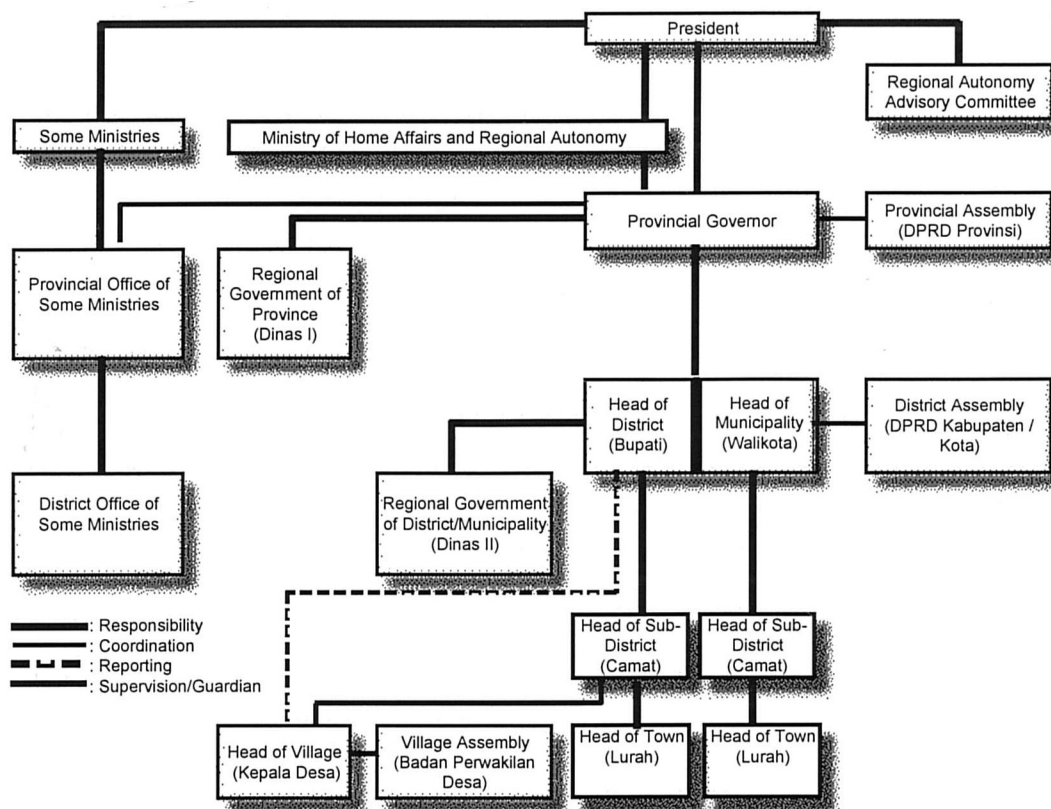 President
Regional Autonomy
Advisory Committee
Some Ministries
Ministry of Home Affairs and Regional Autonomy
Provincial Governor
Provincial Assembly
(DPRD Provinsi)
Provincial Office of
Some Ministries
Regional
Government of
Province
(Dinas I)
Head of
District
(Bupati)
Head of
Municipality
(Walikota)
District Assembly
(DPRD Kabupaten /
Kota)
District Office of
Some Ministries
Regional Government
of District/Municipality
(Dinas II)
: Responsibility
: Coordination
: Reporting
: Supervision/Guardian
Head of Sub-
District
(Camat)
Head of Sub-
District
(Camat)
Head of Village
(Kepala Desa)
Village Assembly
(Badan Perwakilan
Desa)
Head of Town
(Lurah)
Head of Town
(Lurah)